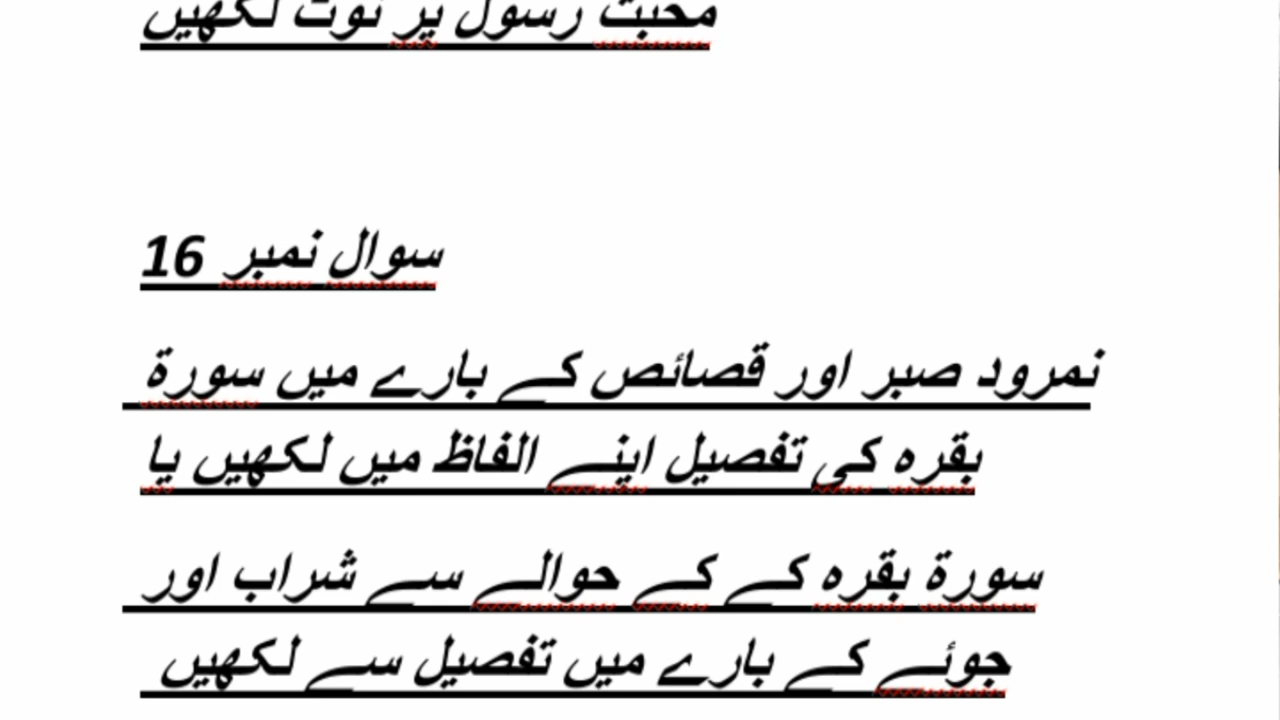 محبت رسول پر نوٹ لکھیں
سوال نمبر 16
نمرود صبر اور قصائص کے بارے میں سورۃ
بقرہ کی تفصیل اپنے الفاظ میں لکھیں یا
سورۃ بقرہ کے کے حوالے سے شراب اور
جوئے کے بارے میں تفصیل سے لکھیں